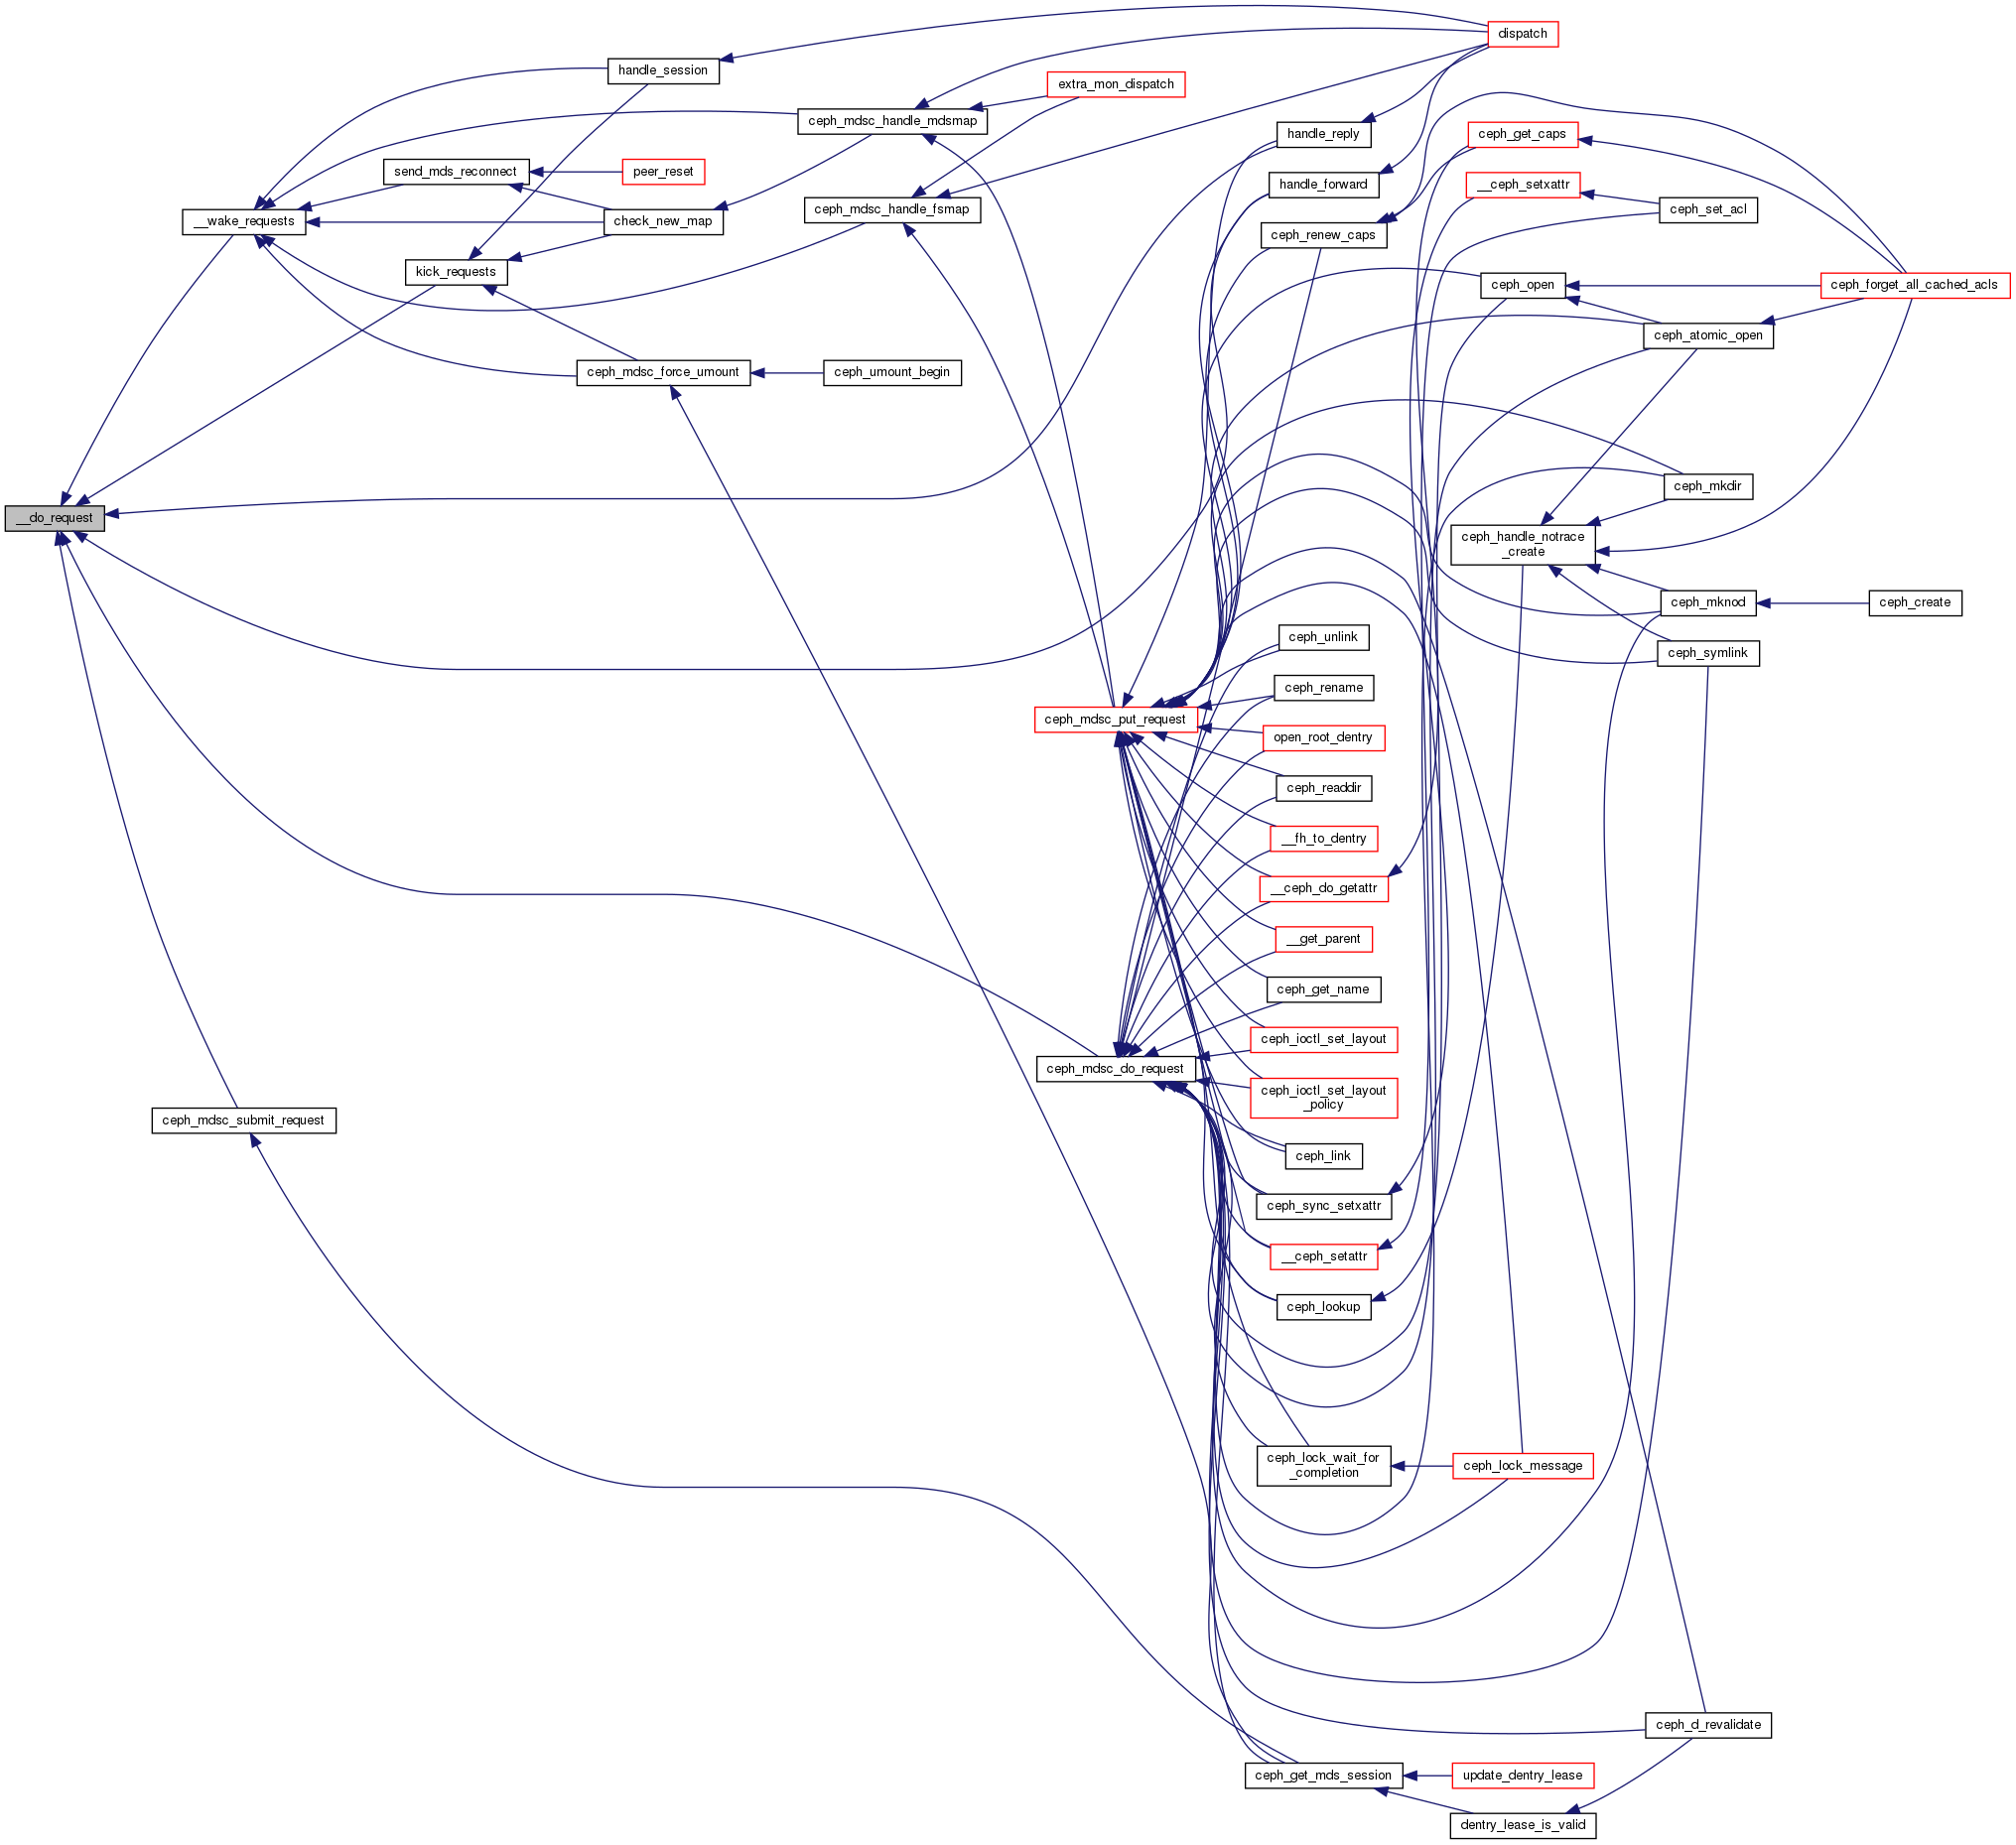 dispatch
handle_session
extra_mon_dispatch
ceph_mdsc_handle_mdsmap
handle_reply
ceph_get_caps
send_mds_reconnect
peer_reset
handle_forward
__ceph_setxattr
ceph_mdsc_handle_fsmap
ceph_set_acl
__wake_requests
check_new_map
ceph_renew_caps
kick_requests
ceph_open
ceph_forget_all_cached_acls
ceph_atomic_open
ceph_mdsc_force_umount
ceph_umount_begin
ceph_mkdir
__do_request
ceph_handle_notrace
_create
ceph_mknod
ceph_create
ceph_unlink
ceph_symlink
ceph_rename
ceph_mdsc_put_request
open_root_dentry
ceph_readdir
__fh_to_dentry
__ceph_do_getattr
__get_parent
ceph_get_name
ceph_ioctl_set_layout
ceph_mdsc_do_request
ceph_ioctl_set_layout
_policy
ceph_mdsc_submit_request
ceph_link
ceph_sync_setxattr
__ceph_setattr
ceph_lookup
ceph_lock_wait_for
_completion
ceph_lock_message
ceph_d_revalidate
ceph_get_mds_session
update_dentry_lease
dentry_lease_is_valid